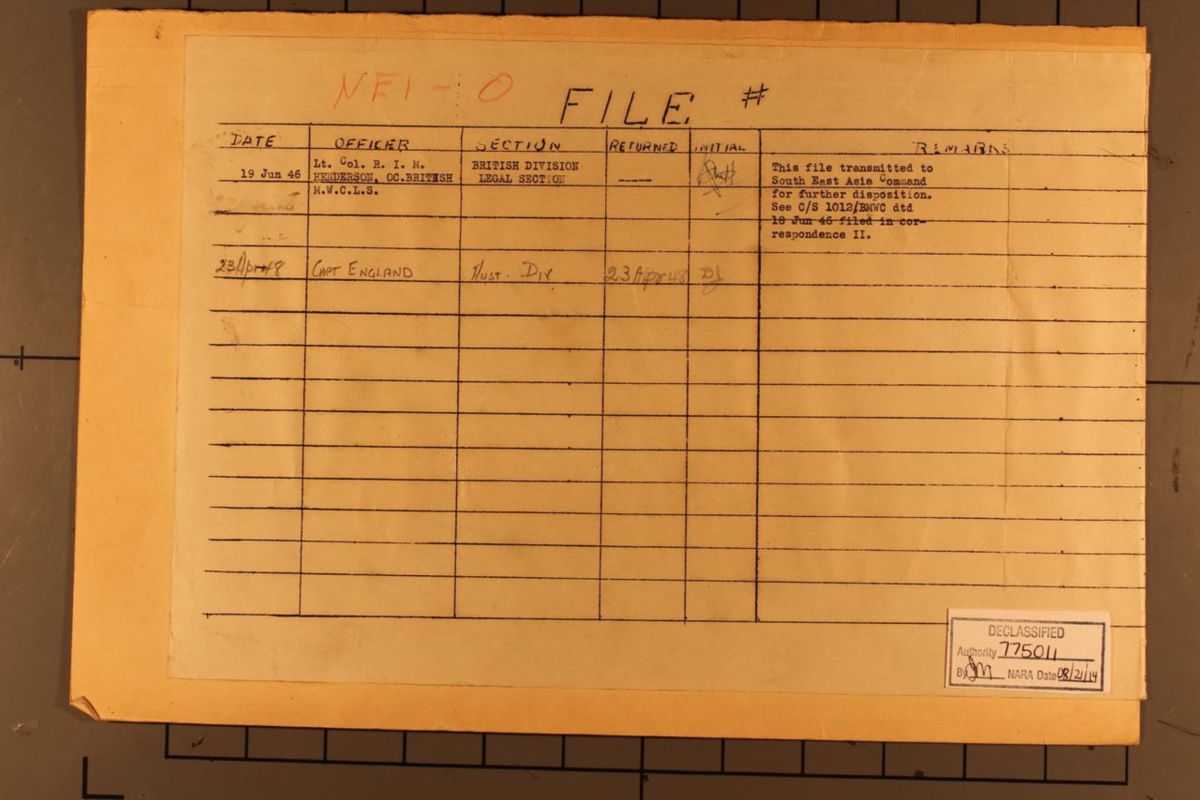 NEI - O
FILE #
DATE OFFICER SECTION RETURNED INITIAL REMARKS
19 Jun 46 Lt. Col. R. I. M. HENDERSON, OC.BRITISH M.W.C.L.S.
BRITISH DIVISION
LEGAL SECTION
----
This file transmitted to
South East Asia Command
for further disposition.
See C/S 1012/BMWC dtd
18 Jun 46 filed in cor-
respondence II.
23 Apr 48 CAPT ENGLAND Aust. Div 23 Apr 48
DECLASSIFIED
Authority 775011
By NARA Date 08/21/14